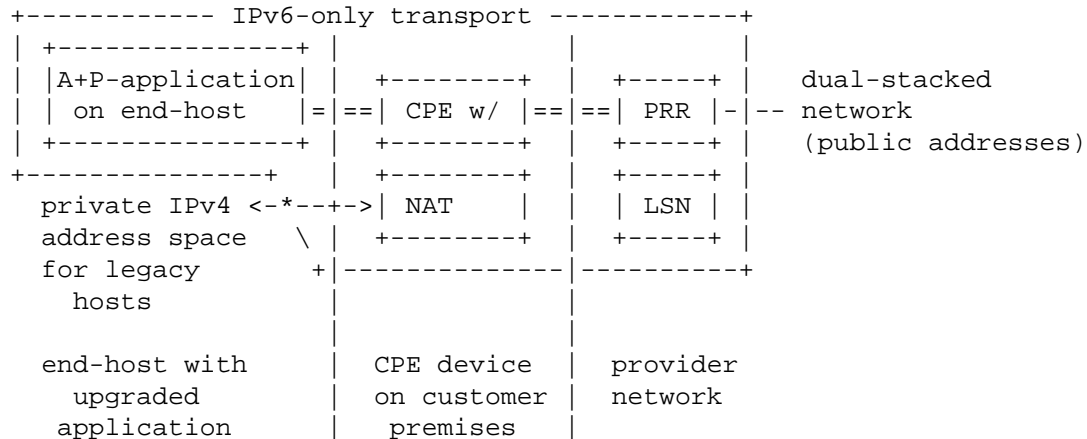 +------------ IPv6-only transport ------------+
| +---------------+ |              |          |
| |A+P-application| |  +--------+  |  +-----+ |  dual-stacked
| | on end-host   |=|==| CPE w/ |==|==| PRR |-|-- network
| +---------------+ |  +--------+  |  +-----+ |  (public addresses)
+---------------+   |  +--------+  |  +-----+ |
  private IPv4 <-*--+->| NAT    |  |  | LSN | |
  address space   \ |  +--------+  |  +-----+ |
  for legacy       +|--------------|----------+
    hosts           |              |
                    |              |
  end-host with     |  CPE device  |  provider
    upgraded        |  on customer |  network
   application      |   premises   |